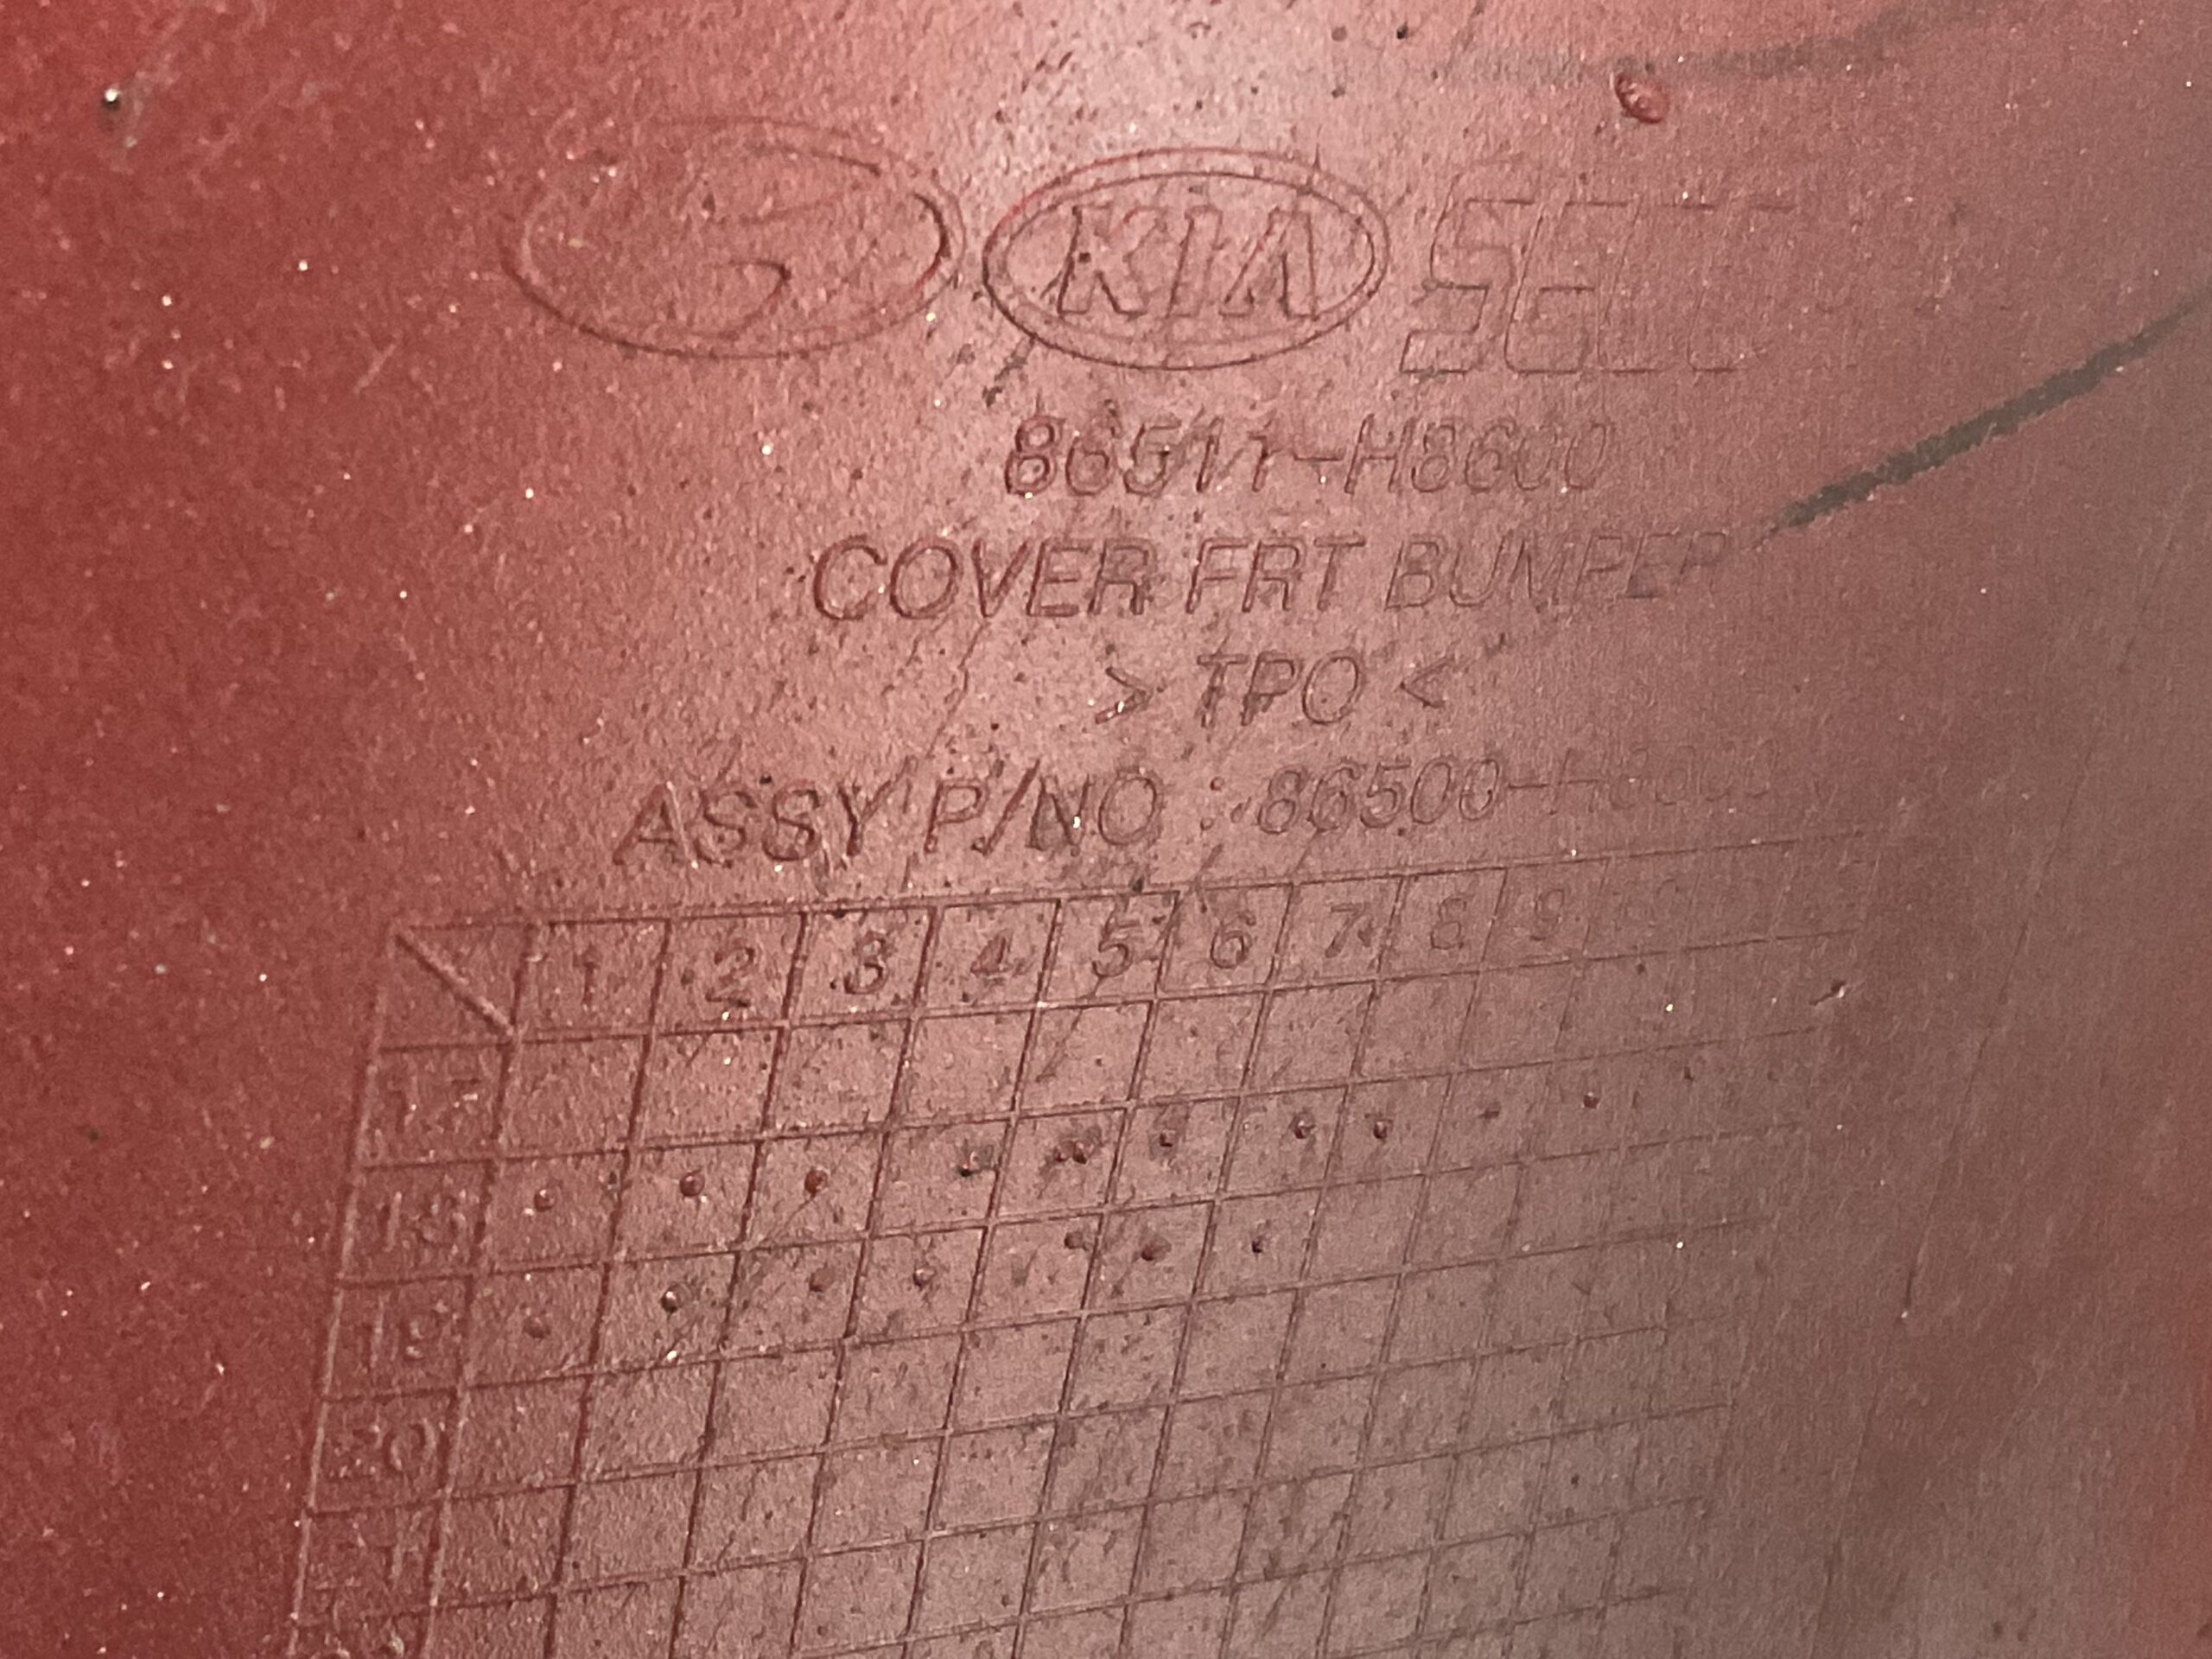 KIA
86511-H8600
COVER FRT BUMPER
> TPO <
ASSY P/NO : 86500-
1 2 3 4 5 6 7 8 9
17
18
19
20
21